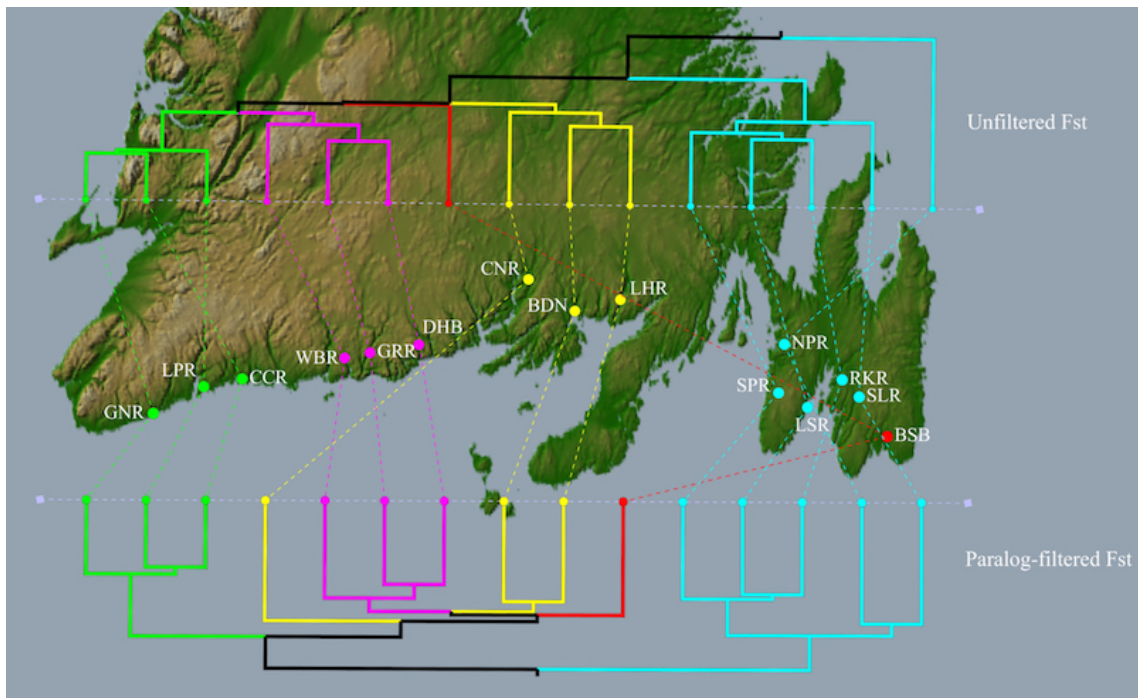 Unfiltered Fst
CNR
BDN
LHR
DHB
WBR
GRR
NPR
LPR
CCR
SPR
RKR
SLR
GNR
LSR
BSB
Paralog-filtered Fst